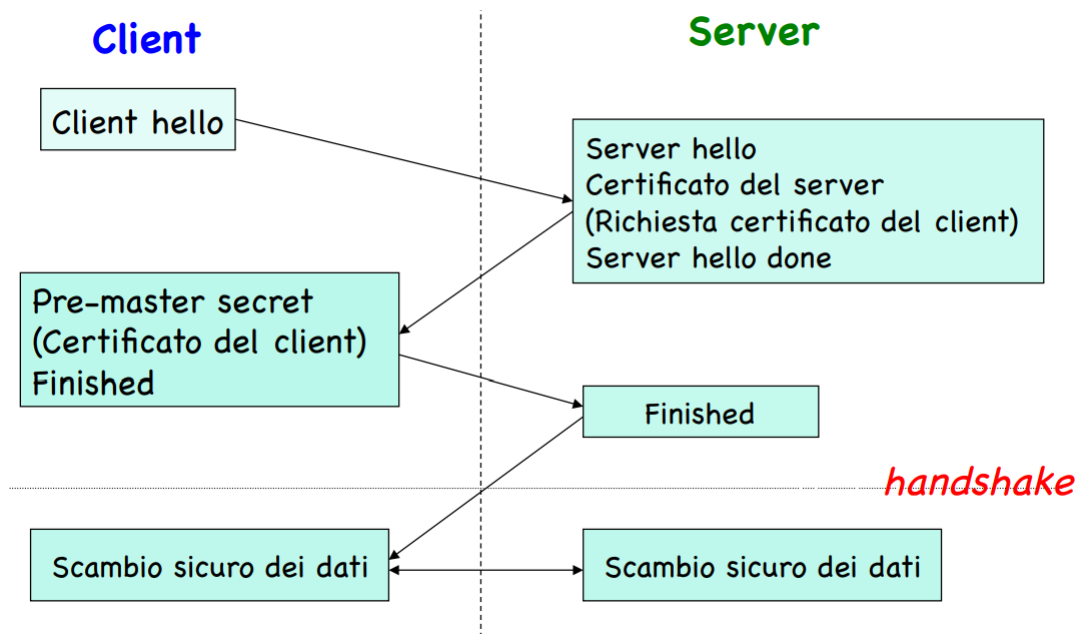 Client
Server
Client hello
Server hello
Certificato del server
(Richiesta certificato del client)
Server hello done
Pre-master secret
(Certificato del client)
Finished
Finished
handshake
Scambio sicuro dei dati
Scambio sicuro dei dati